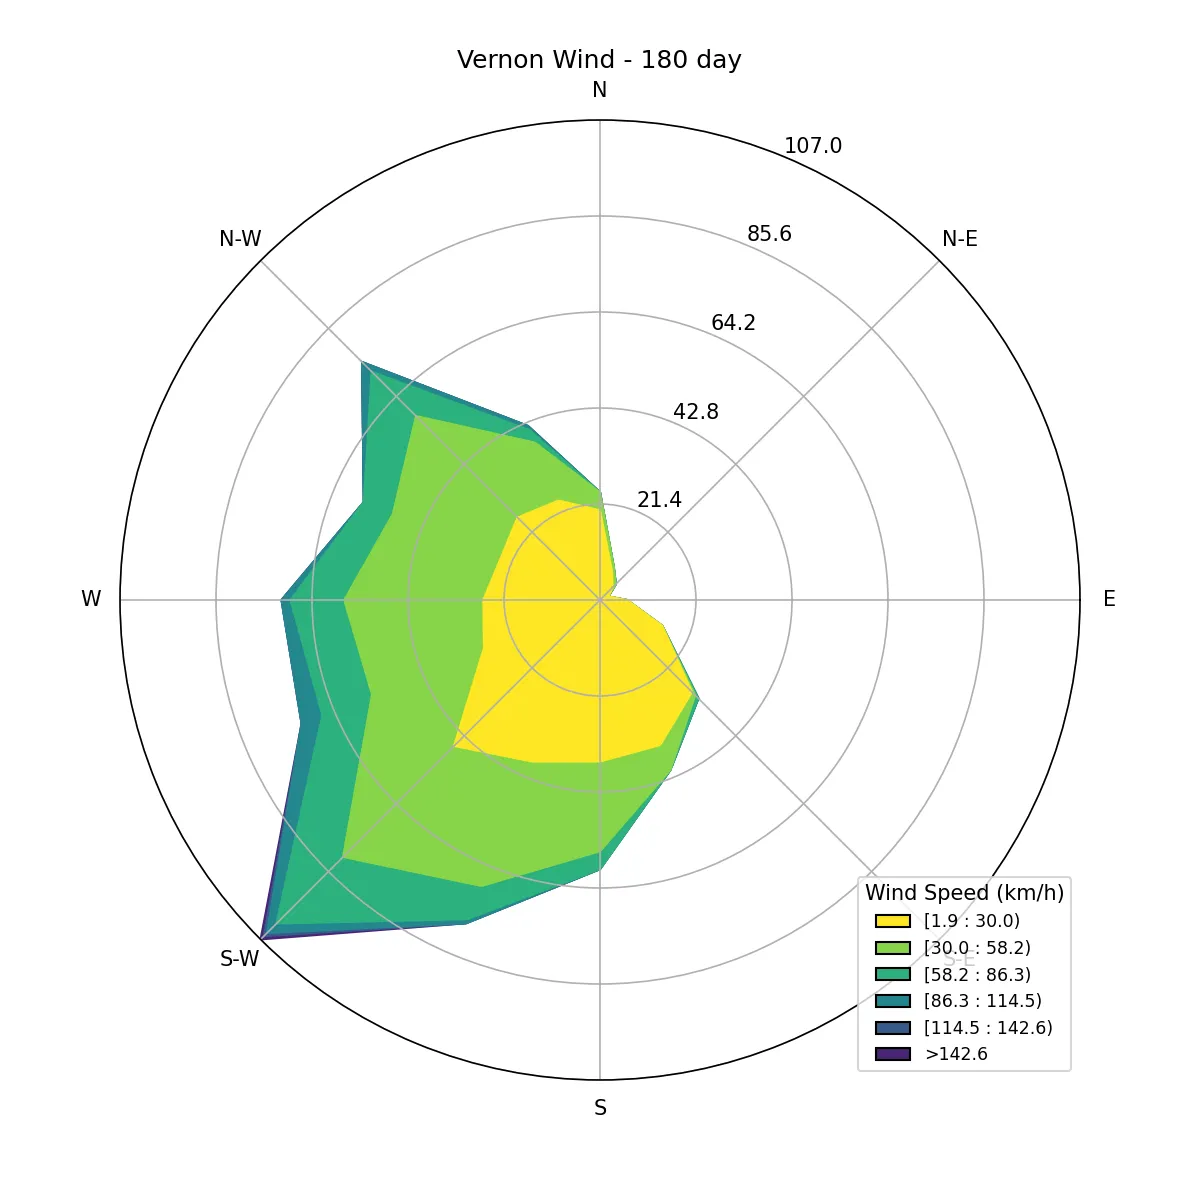 Vernon Wind - 180 day
N
107.0
85.6
N-W
N-E
64.2
42.8
21.4
W
E
Wind Speed (km/h)
[1.9 : 30.0)
[30.0 : 58.2)
S-W
S-E
[58.2 : 86.3)
[86.3 : 114.5)
[114.5 : 142.6)
>142.6
S